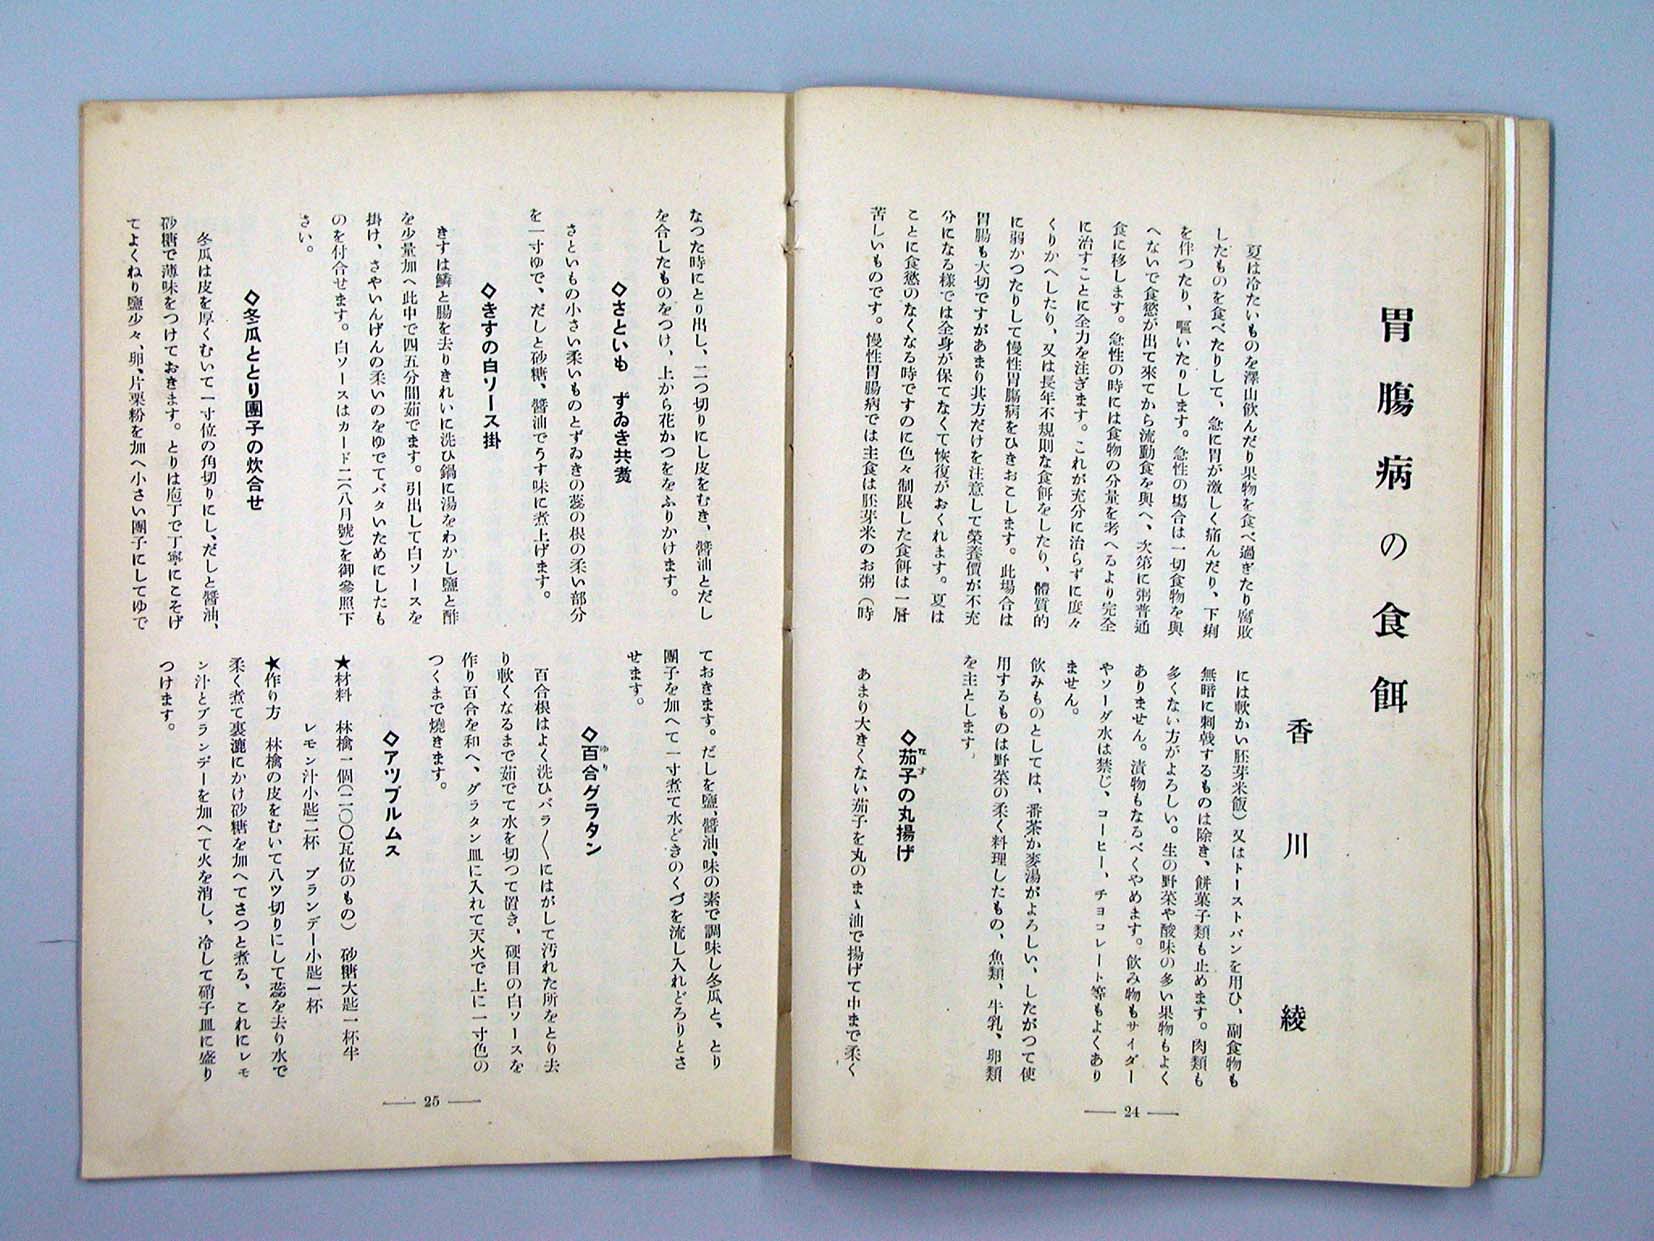 胃腸病の食餌
香川綾
夏は冷たいものを澤山飲んだり果物を食べ過ぎたり腐敗
したものを食べたりして、急に胃が激しく痛んだり、下痢
を伴つたり、嘔いたりします。急性の場合は一切食物を與
へないで食慾が出て來てから流動食を與へ、次第に粥普通
食に移します。急性の時には食物の分量を考へるより完全
に治すことに全力を注ぎます。これが充分に治らずに度々
くりかへしたり、又は長年不規則な食餌をしたり、體質的
に弱かつたりして慢性胃腸病をひきおこします。此場合は
胃腸も大切ですがあまり其方だけを注意して榮養價が不充
分になる樣では全身が保てなくて恢復がおくれます。夏は
ことに食慾のなくなる時ですのに色々制限した食餌は一層
苦しいものです。慢性胃腸病では主食は胚芽米のお粥（時
には軟かい胚芽米飯）又はトーストパンを用ひ、副食物も
無暗に刺戟するものは除き、餅菓子類も止めます。肉類も
多くない方がよろしい。生の野菜や酸味の多い果物もよく
ありません。漬物もなるべくやめます。飲み物もサイダー
やソーダ水は禁じ、コーヒー、チョコレート等もよくあり
ません。
飲みものとしては、番茶か麥湯がよろしい、したがつて使
用するものは野菜の柔く料理したもの、魚類、牛乳、卵類
を主とします。
◇茄子の丸揚げ
なす
あまり大きくない茄子を丸のまゝ油で揚げて中まで柔く
— 24 —
なつた時にとり出し、二つ切りにし皮をむき、醤油とだし
を合したものをつけ、上から花かつをふりかけます。
◇さといも　ずゐき共煮
さといもの小さい柔いものとずゐきの蕊の根の柔い部分
を一寸ゆで、だしと砂糖、醤油でうす味に煮上げます。
◇きすの白ソース掛
きすは鱗と腸を去りきれいに洗ひ鍋に湯をわかし鹽と酢
を少量加へ此中で四五分間茹でます。引出して白ソースを
掛け、さやいんげんの柔いのをゆでてバタいためにしたも
のを付合せます。白ソースはカード二（八月號）を御參照下
さい。
◇冬瓜ととり團子の炊合せ
冬瓜は皮を厚くむいて一寸位の角切りにし、だしと醤油、
砂糖で薄味をつけておきます。とりは庖丁で丁寧にこそげ
てよくねり鹽少々、卵、片栗粉を加へ小さい團子にしてゆで
ておきます。だしを鹽、醤油、味の素で調味し冬瓜と、とり
團子を加へて一寸煮て水どきのくづを流し入れどろりとさ
せます。
◇百合グラタン
ゆり
百合根はよく洗ひバラ〳〵にはがして汚れた所をとり去
り軟くなるまで茹でて水を切つて置き、硬目の白ソースを
作り百合を和へ、グラタン皿に入れて天火で上に一寸色の
つくまで燒きます。
◇アツプルムス
★材料　林檎一個（二〇〇瓦位のもの）　砂糖大匙一杯半
レモン汁小匙二杯　ブランデー小匙一杯
★作り方　林檎の皮をむいて八ツ切りにして蕊を去り水で
柔く煮て裏漉にかけ砂糖を加へてさつと煮る、これにレモ
ン汁とブランデーを加へて火を消し、冷して硝子皿に盛り
つけます。
— 25 —